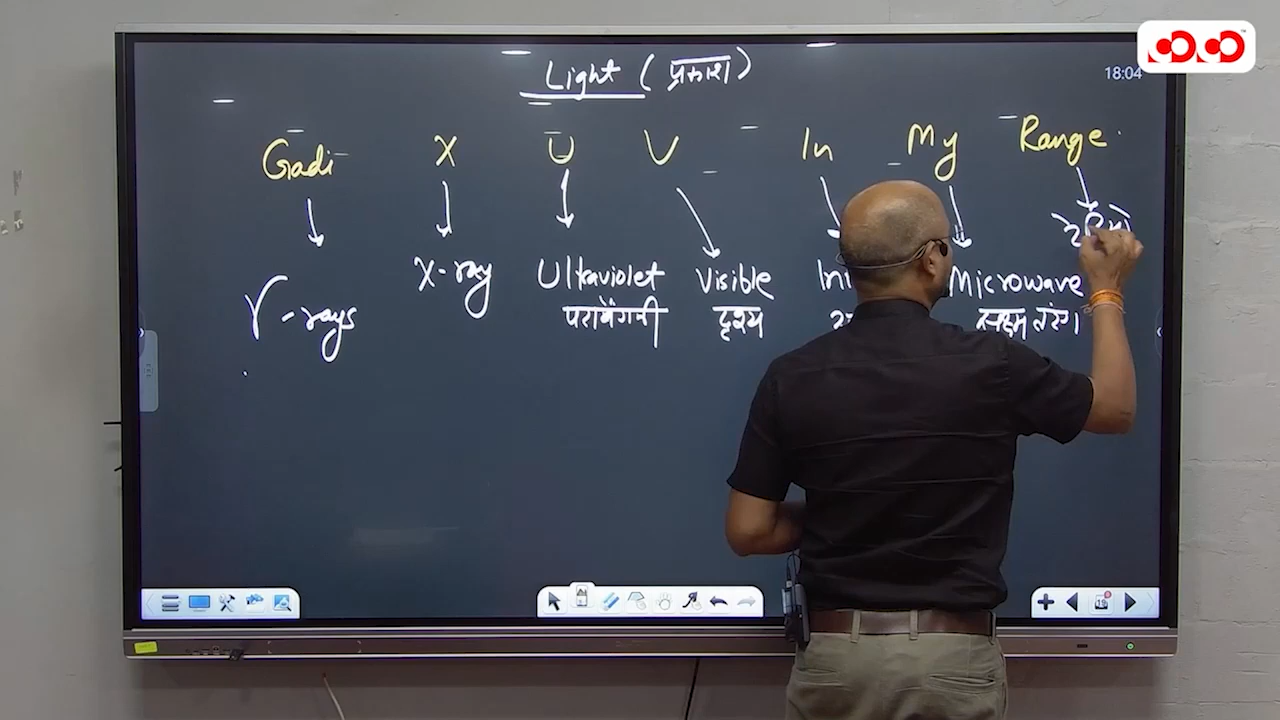 Light (प्रकाश)
18:04
Gadi X U V In My Range
रेडियो
γ-rays X-ray Ultraviolet Visible Microwave
पराबैंगनी दृश्य सूक्ष्म तरंग